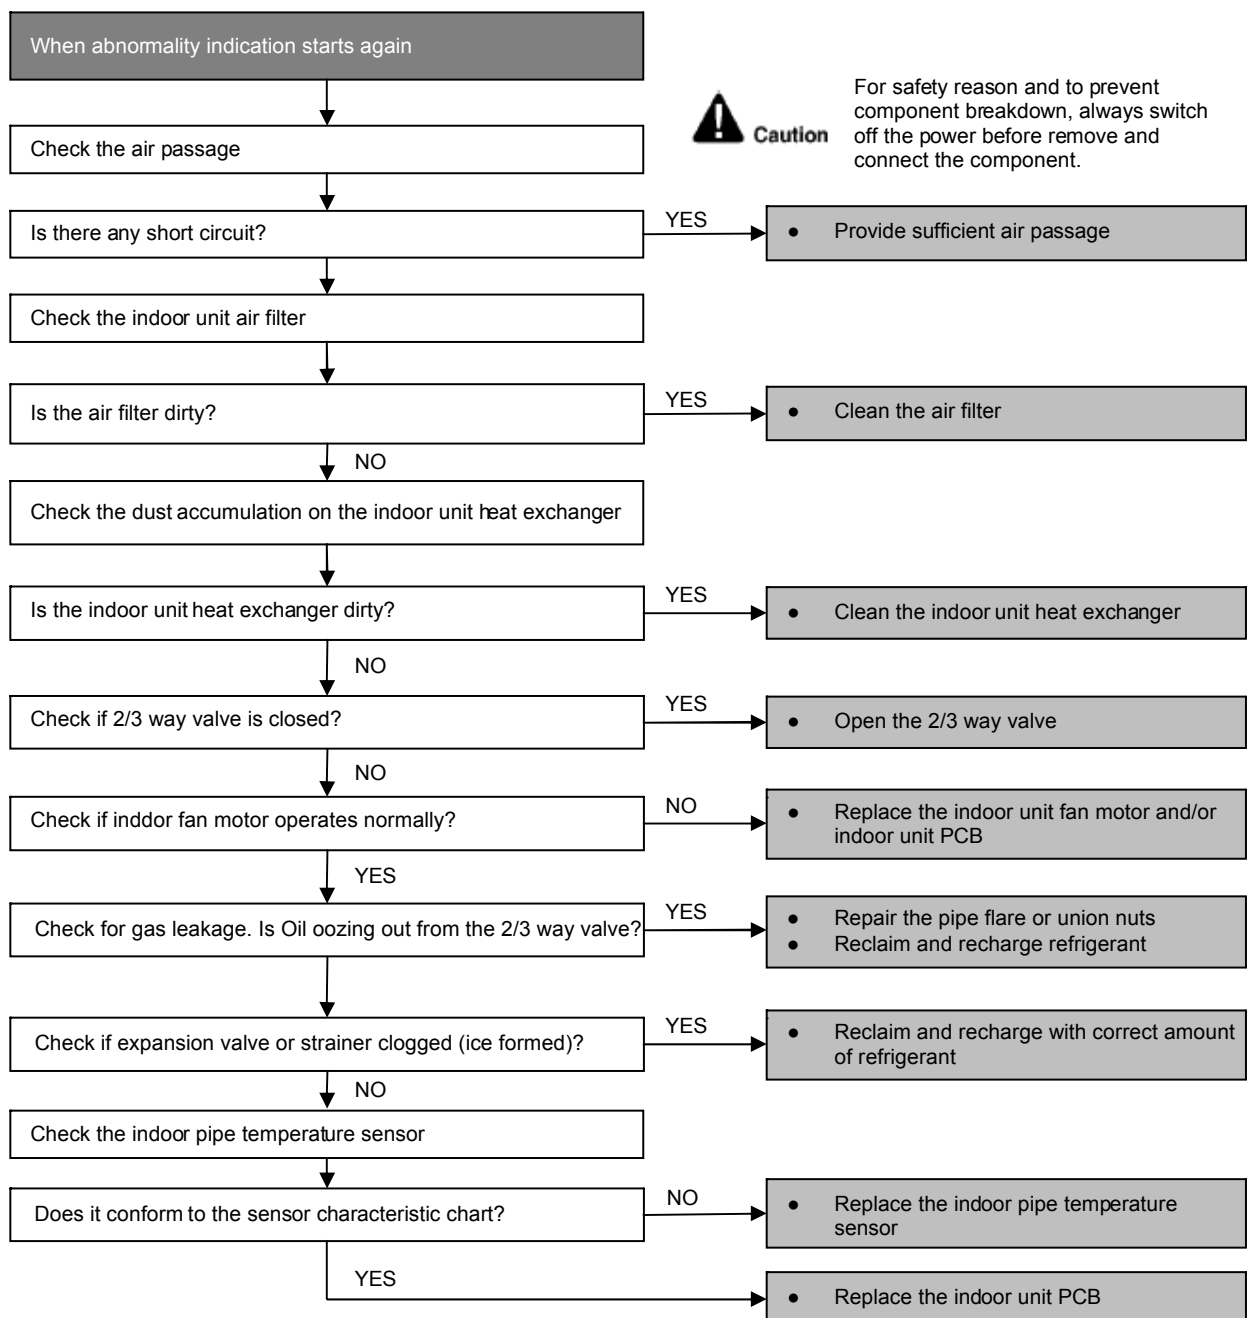 When abnormality indication starts again
For safety reason and to prevent
component breakdown, always switch
off the power before remove and
connect the component.
Caution
Check the air passage
Is there any short circuit?
YES
● Provide sufficient air passage
Check the indoor unit air filter
Is the air filter dirty?
YES
● Clean the air filter
NO
Check the dust accumulation on the indoor unit heat exchanger
Is the indoor unit heat exchanger dirty?
YES
● Clean the indoor unit heat exchanger
NO
Check if 2/3 way valve is closed?
YES
● Open the 2/3 way valve
NO
Check if inddor fan motor operates normally?
NO
● Replace the indoor unit fan motor and/or
indoor unit PCB
YES
Check for gas leakage. Is Oil oozing out from the 2/3 way valve?
YES
● Repair the pipe flare or union nuts
● Reclaim and recharge refrigerant
Check if expansion valve or strainer clogged (ice formed)?
YES
● Reclaim and recharge with correct amount
of refrigerant
NO
Check the indoor pipe temperature sensor
Does it conform to the sensor characteristic chart?
NO
● Replace the indoor pipe temperature
sensor
YES
● Replace the indoor unit PCB